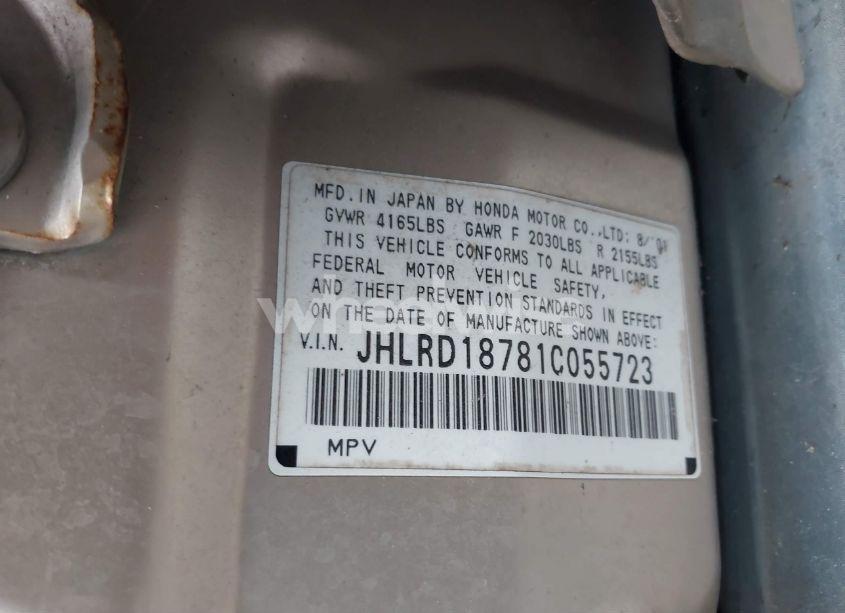 MFD. IN JAPAN BY HONDA MOTOR CO., LTD: 8/'01
GVWR 4165LBS GAWR F 2030LBS R 2155LBS
THIS VEHICLE CONFORMS TO ALL APPLICABLE
FEDERAL MOTOR VEHICLE SAFETY,
AND THEFT PREVENTION STANDARDS IN EFFECT
ON THE DATE OF MANUFACTURE SHOWN ABOVE:
V.I.N. JHLRD18781C055723
MPV